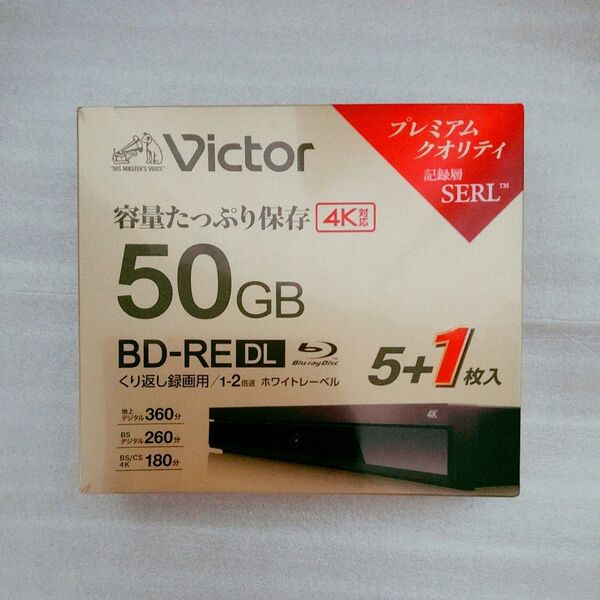 Victor
"HIS MASTER'S VOICE"
プレミアム
クオリティ
記録層
SERL™
容量たっぷり保存 4K対応
50GB
BD-RE DL Blu-ray Disc
くり返し録画用/1-2倍速 ホワイトレーベル
5+1枚入
地上デジタル 360分
BSデジタル 260分
BS/CS 4K 180分
4K